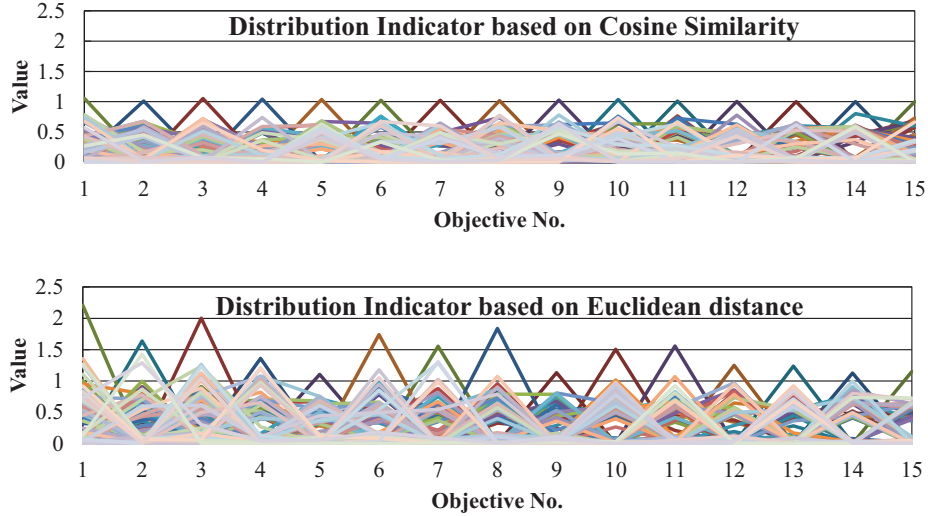 Distribution Indicator based on Cosine Similarity
2.5
2
1.5
1
0.5
0
Value
1 2 3 4 5 6 7 8 9 10 11 12 13 14 15
Objective No.
Distribution Indicator based on Euclidean distance
2.5
2
1.5
1
0.5
0
Value
1 2 3 4 5 6 7 8 9 10 11 12 13 14 15
Objective No.